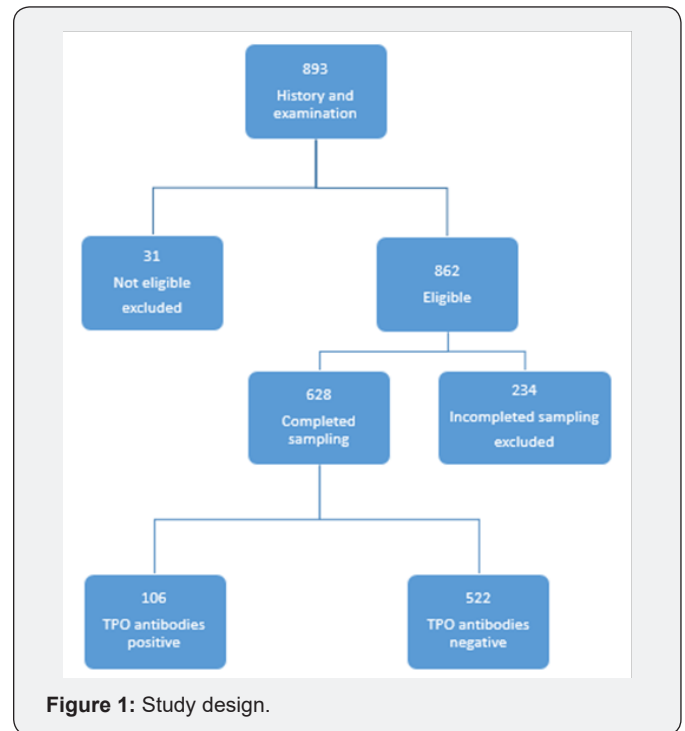 893
History and
examination
31
Not eligible
excluded
862
Eligible
628
Completed
sampling
234
Incompleted sampling
excluded
106
TPO antibodies
positive
522
TPO antibodies
negative
Figure 1: Study design.